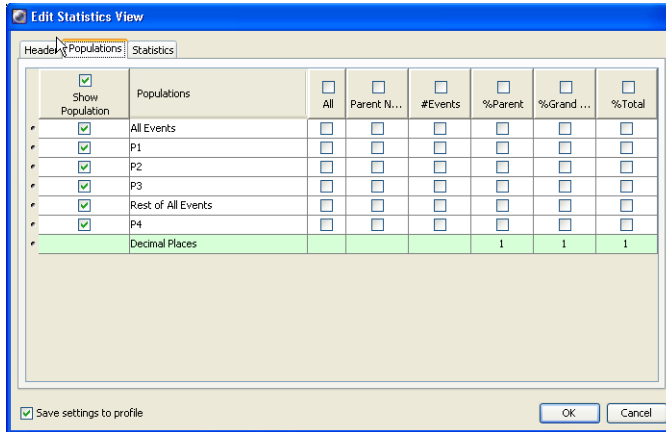 Edit Statistics View
Header Populations Statistics
Show Population Populations All Parent N... #Events %Parent %Grand ... %Total
All Events
P1
P2
P3
Rest of All Events
P4
Decimal Places 1 1 1
Save settings to profile OK Cancel